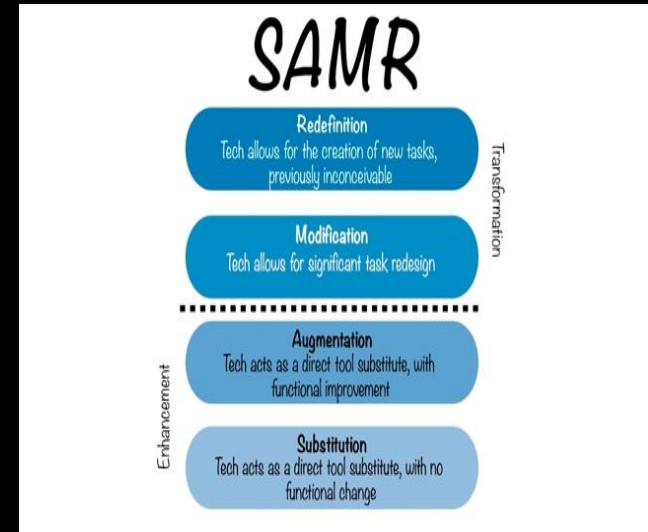 SAMR
Redefinition
Tech allows for the creation of new tasks,
previously inconceivable
Transformation
Modification
Tech allows for significant task redesign
Augmentation
Tech acts as a direct tool substitute, with
functional improvement
Enhancement
Substitution
Tech acts as a direct tool substitute, with no
functional change